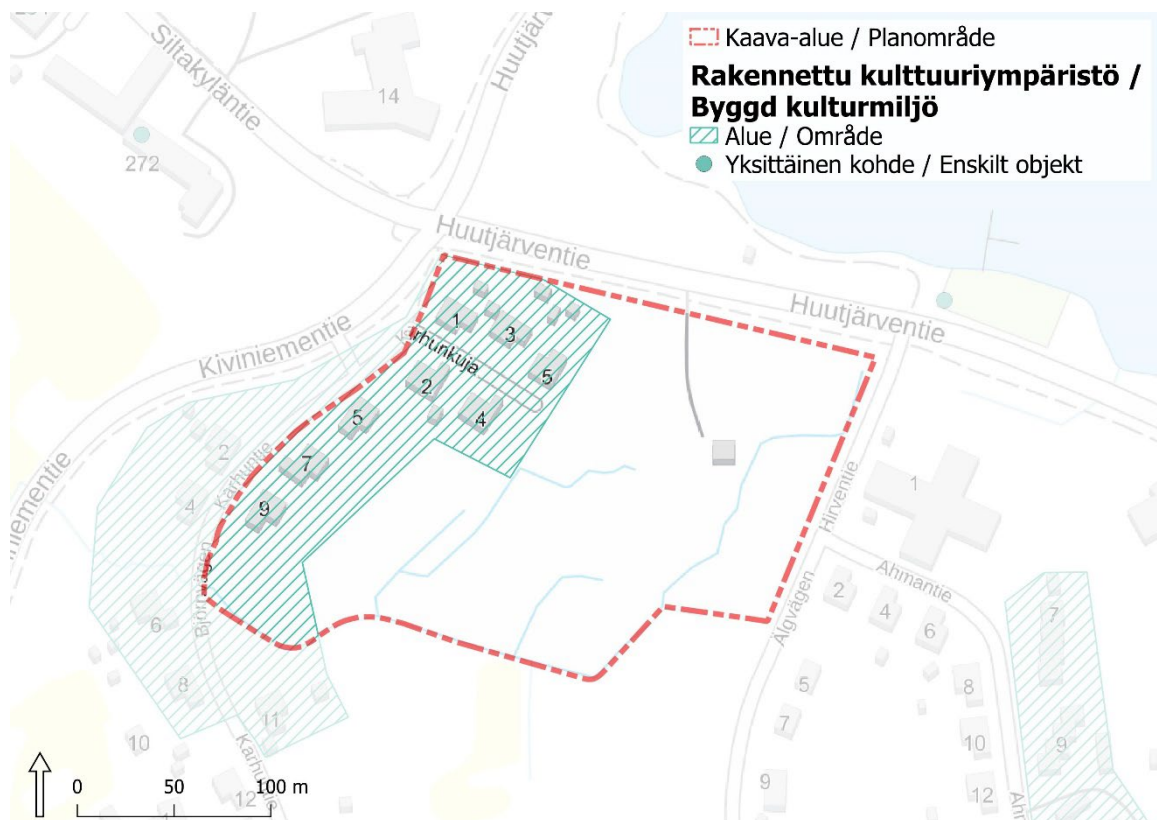 Kaava-alue / Planområde
Rakennettu kulttuuriympäristö /
Byggd kulturmiljö
Alue / Område
Yksittäinen kohde / Enskilt objekt
Siltakyläntie
14
272
Huutjärventie
Huutjärventie
Kiviniementie
1
3
5
2
4
5
7
9
2
4
Karhuntie
Björnvägen
6
8
11
10
Karhuntie
12
Hirventie
Älgvägen
1
Ahmantie
2
4
6
5
7
9
8
10
12
7
9
0 50 100 m